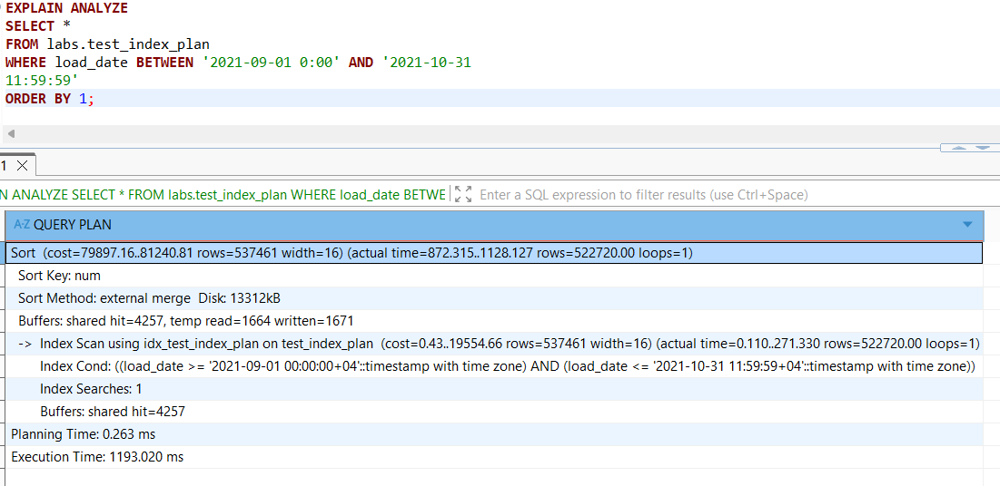 EXPLAIN ANALYZE
SELECT *
FROM labs.test_index_plan
WHERE load_date BETWEEN '2021-09-01 0:00' AND '2021-10-31
11:59:59'
ORDER BY 1;
1
N ANALYZE SELECT * FROM labs.test_index_plan WHERE load_date BETWE Enter a SQL expression to filter results (use Ctrl+Space)
A-Z QUERY PLAN
Sort (cost=79897.16..81240.81 rows=537461 width=16) (actual time=872.315..1128.127 rows=522720.00 loops=1)
Sort Key: num
Sort Method: external merge Disk: 13312kB
Buffers: shared hit=4257, temp read=1664 written=1671
-> Index Scan using idx_test_index_plan on test_index_plan (cost=0.43..19554.66 rows=537461 width=16) (actual time=0.110..271.330 rows=522720.00 loops=1)
Index Cond: ((load_date >= '2021-09-01 00:00:00+04'::timestamp with time zone) AND (load_date <= '2021-10-31 11:59:59+04'::timestamp with time zone))
Index Searches: 1
Buffers: shared hit=4257
Planning Time: 0.263 ms
Execution Time: 1193.020 ms